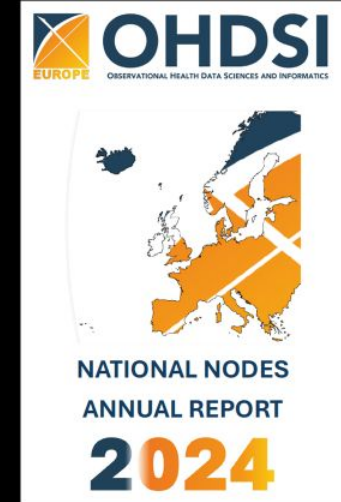 OHDSI
EUROPE
OBSERVATIONAL HEALTH DATA SCIENCES AND INFORMATICS
NATIONAL NODES
ANNUAL REPORT
2024